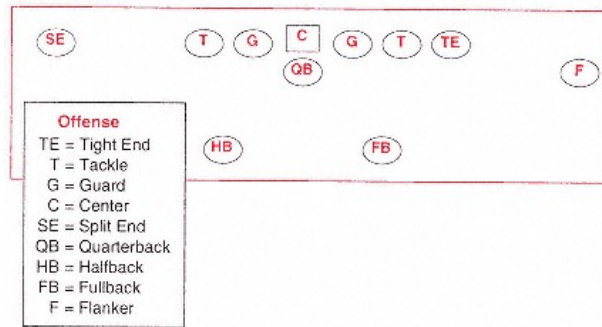 SE T G C G T TE
QB F
HB FB
Offense
TE = Tight End
T = Tackle
G = Guard
C = Center
SE = Split End
QB = Quarterback
HB = Halfback
FB = Fullback
F = Flanker